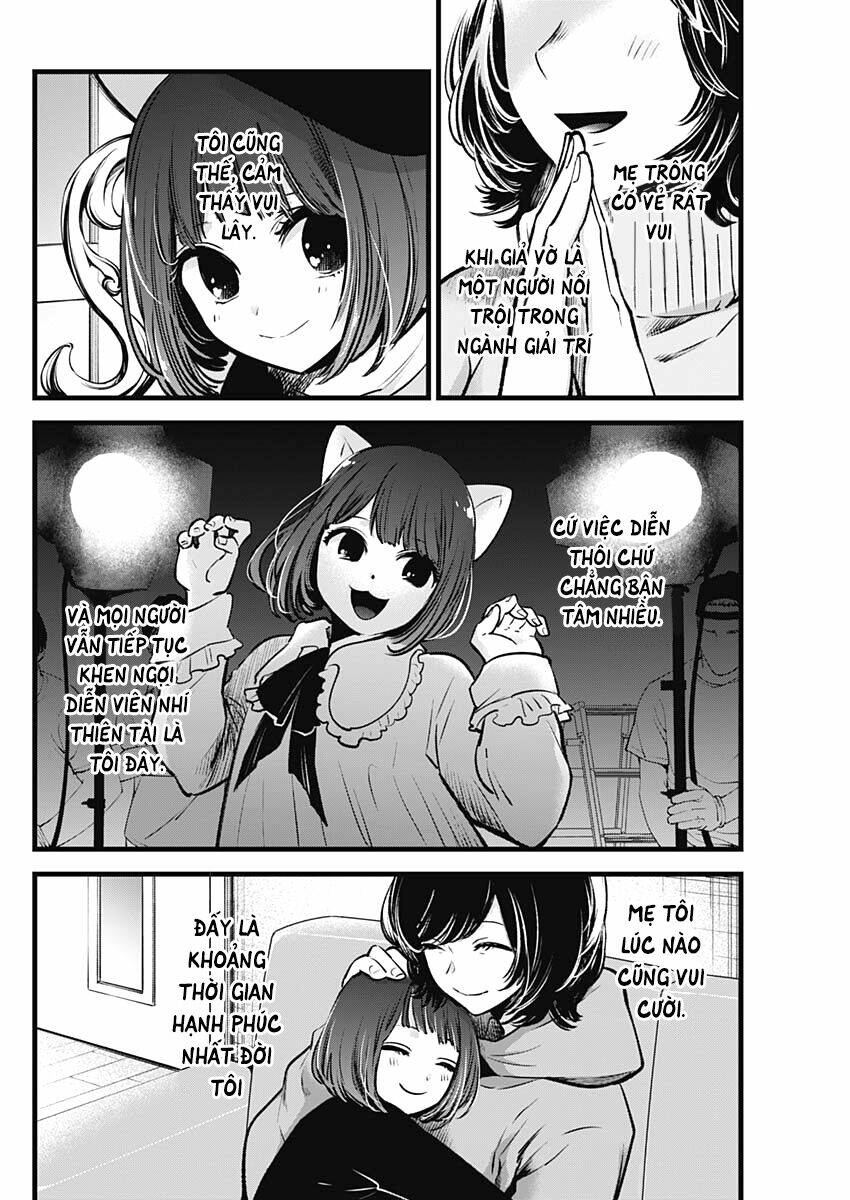 MẸ TRÔNG
CÓ VẺ RẤT
VUI
KHI GIẢ VỜ LÀ
MỘT NGƯỜI NỔI
TRỘI TRONG
NGÀNH GIẢI TRÍ
TÔI CŨNG
THẾ, CẢM
THẤY VUI
LÂY.
CỨ VIỆC DIỄN
THÔI CHỨ
CHẲNG BẬN
TÂM NHIỀU.
VÀ MỌI NGƯỜI
VẪN TIẾP TỤC
KHEN NGỢI
DIỄN VIÊN NHÍ
THIÊN TÀI LÀ
TÔI ĐÂY.
MẸ TÔI
LÚC NÀO
CŨNG VUI
CƯỜI.
ĐẤY LÀ
KHOẢNG
THỜI GIAN
HẠNH PHÚC
NHẤT ĐỜI
TÔI